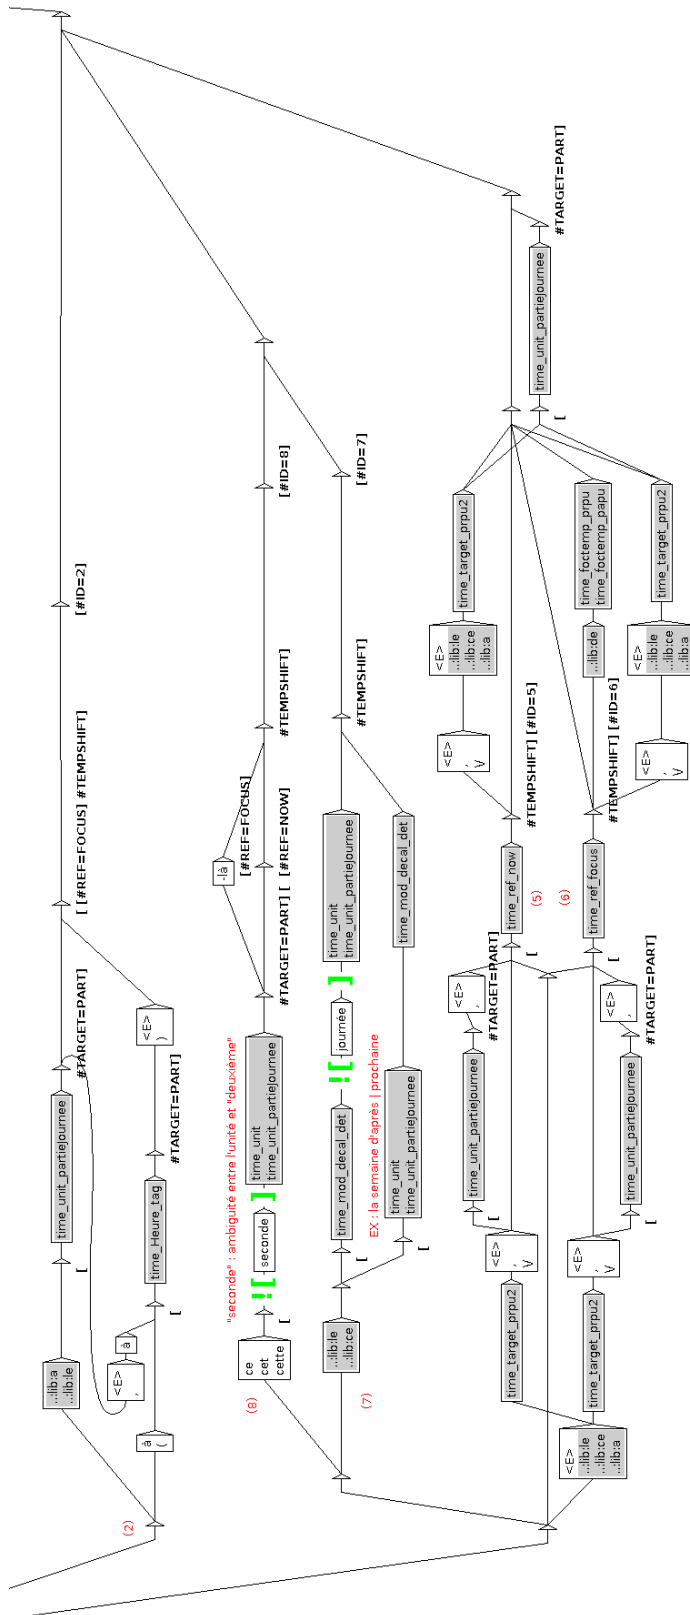 (2)
...:lib:a
...:lib:le
[
time_unit_partiejournee
#TARGET=PART]
à
(
<E>
,
à
[
time_Heure_tag
#TARGET=PART]
<E>
)
[ [#REF=FOCUS] #TEMPSHIFT]
[#ID=2]
"seconde" : ambiguité entre l'unité et "deuxième"
(8)
ce
cet
cette
[
![
seconde
]
time_unit
time_unit_partiejournee
#TARGET=PART] [
-là
[#REF=FOCUS]
[#REF=NOW]
#TEMPSHIFT]
[#ID=8]
(7)
...:lib:le
...:lib:ce
[
time_mod_decal_det
![
journée
]
time_unit
time_unit_partiejournee
EX : la semaine d'après | prochaine
[
time_unit
time_unit_partiejournee
time_mod_decal_det
#TEMPSHIFT]
[#ID=7]
<E>
...:lib:le
...:lib:ce
...:lib:a
time_target_prpu2
<E>
,
V
[
time_unit_partiejournee
#TARGET=PART]
<E>
,
[
time_ref_now
(5)
#TEMPSHIFT] [#ID=5]
<E>
,
V
<E>
...:lib:le
...:lib:ce
...:lib:a
time_target_prpu2
time_target_prpu2
<E>
,
V
[
time_unit_partiejournee
#TARGET=PART]
<E>
,
[
(6)
time_ref_focus
#TEMPSHIFT] [#ID=6]
...:lib:de
time_foctemp_prpu
time_foctemp_papu
<E>
,
V
<E>
...:lib:le
...:lib:ce
...:lib:a
time_target_prpu2
[
time_unit_partiejournee
#TARGET=PART]